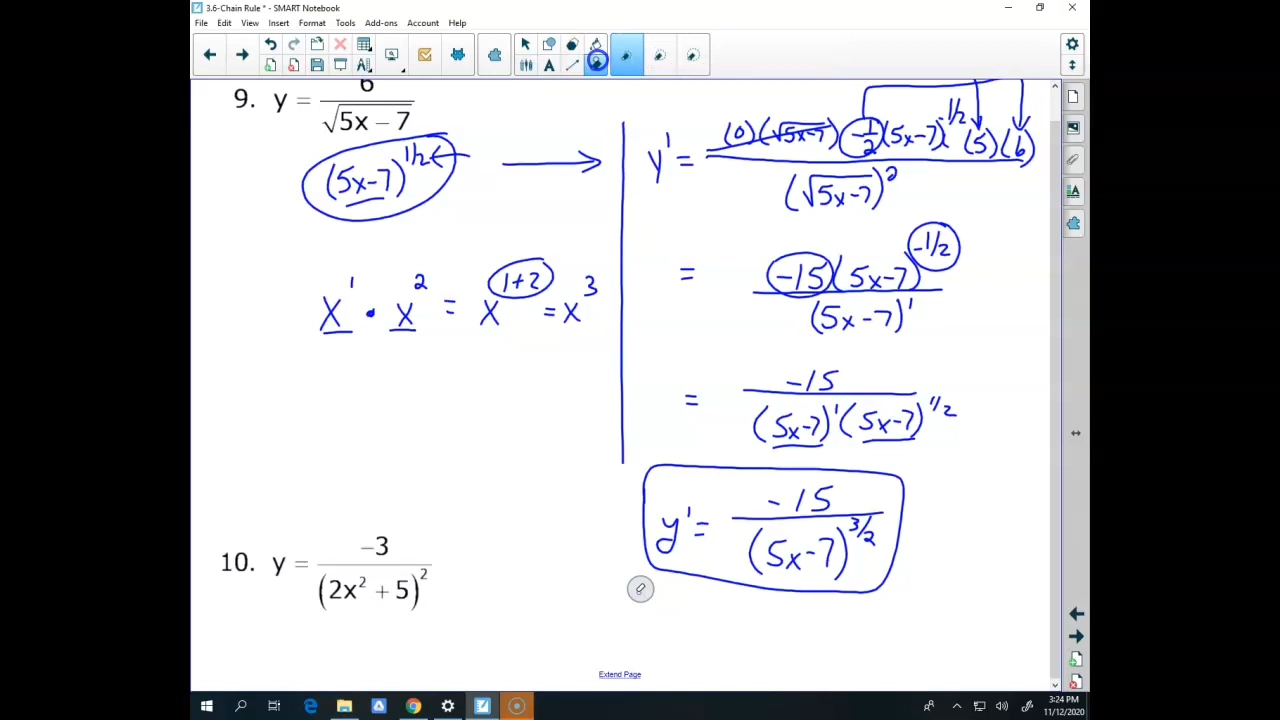 3.6-Chain Rule * - SMART Notebook
File Edit View Insert Format Tools Add-ons Account Help
9. y = 6 / √5x − 7
(5x-7)^1/2
x^1 · x^2 = x^1+2 = x^3
y' = (0)(√5x-7) -1/2 (5x-7)^-1/2 (5)(6) / (√5x-7)^2
= -15(5x-7)^-1/2 / (5x-7)^1
= -15 / (5x-7)^1 (5x-7)^1/2
y' = -15 / (5x-7)^3/2
10. y = −3 / (2x² + 5)²
Extend Page
3:24 PM
11/12/2020